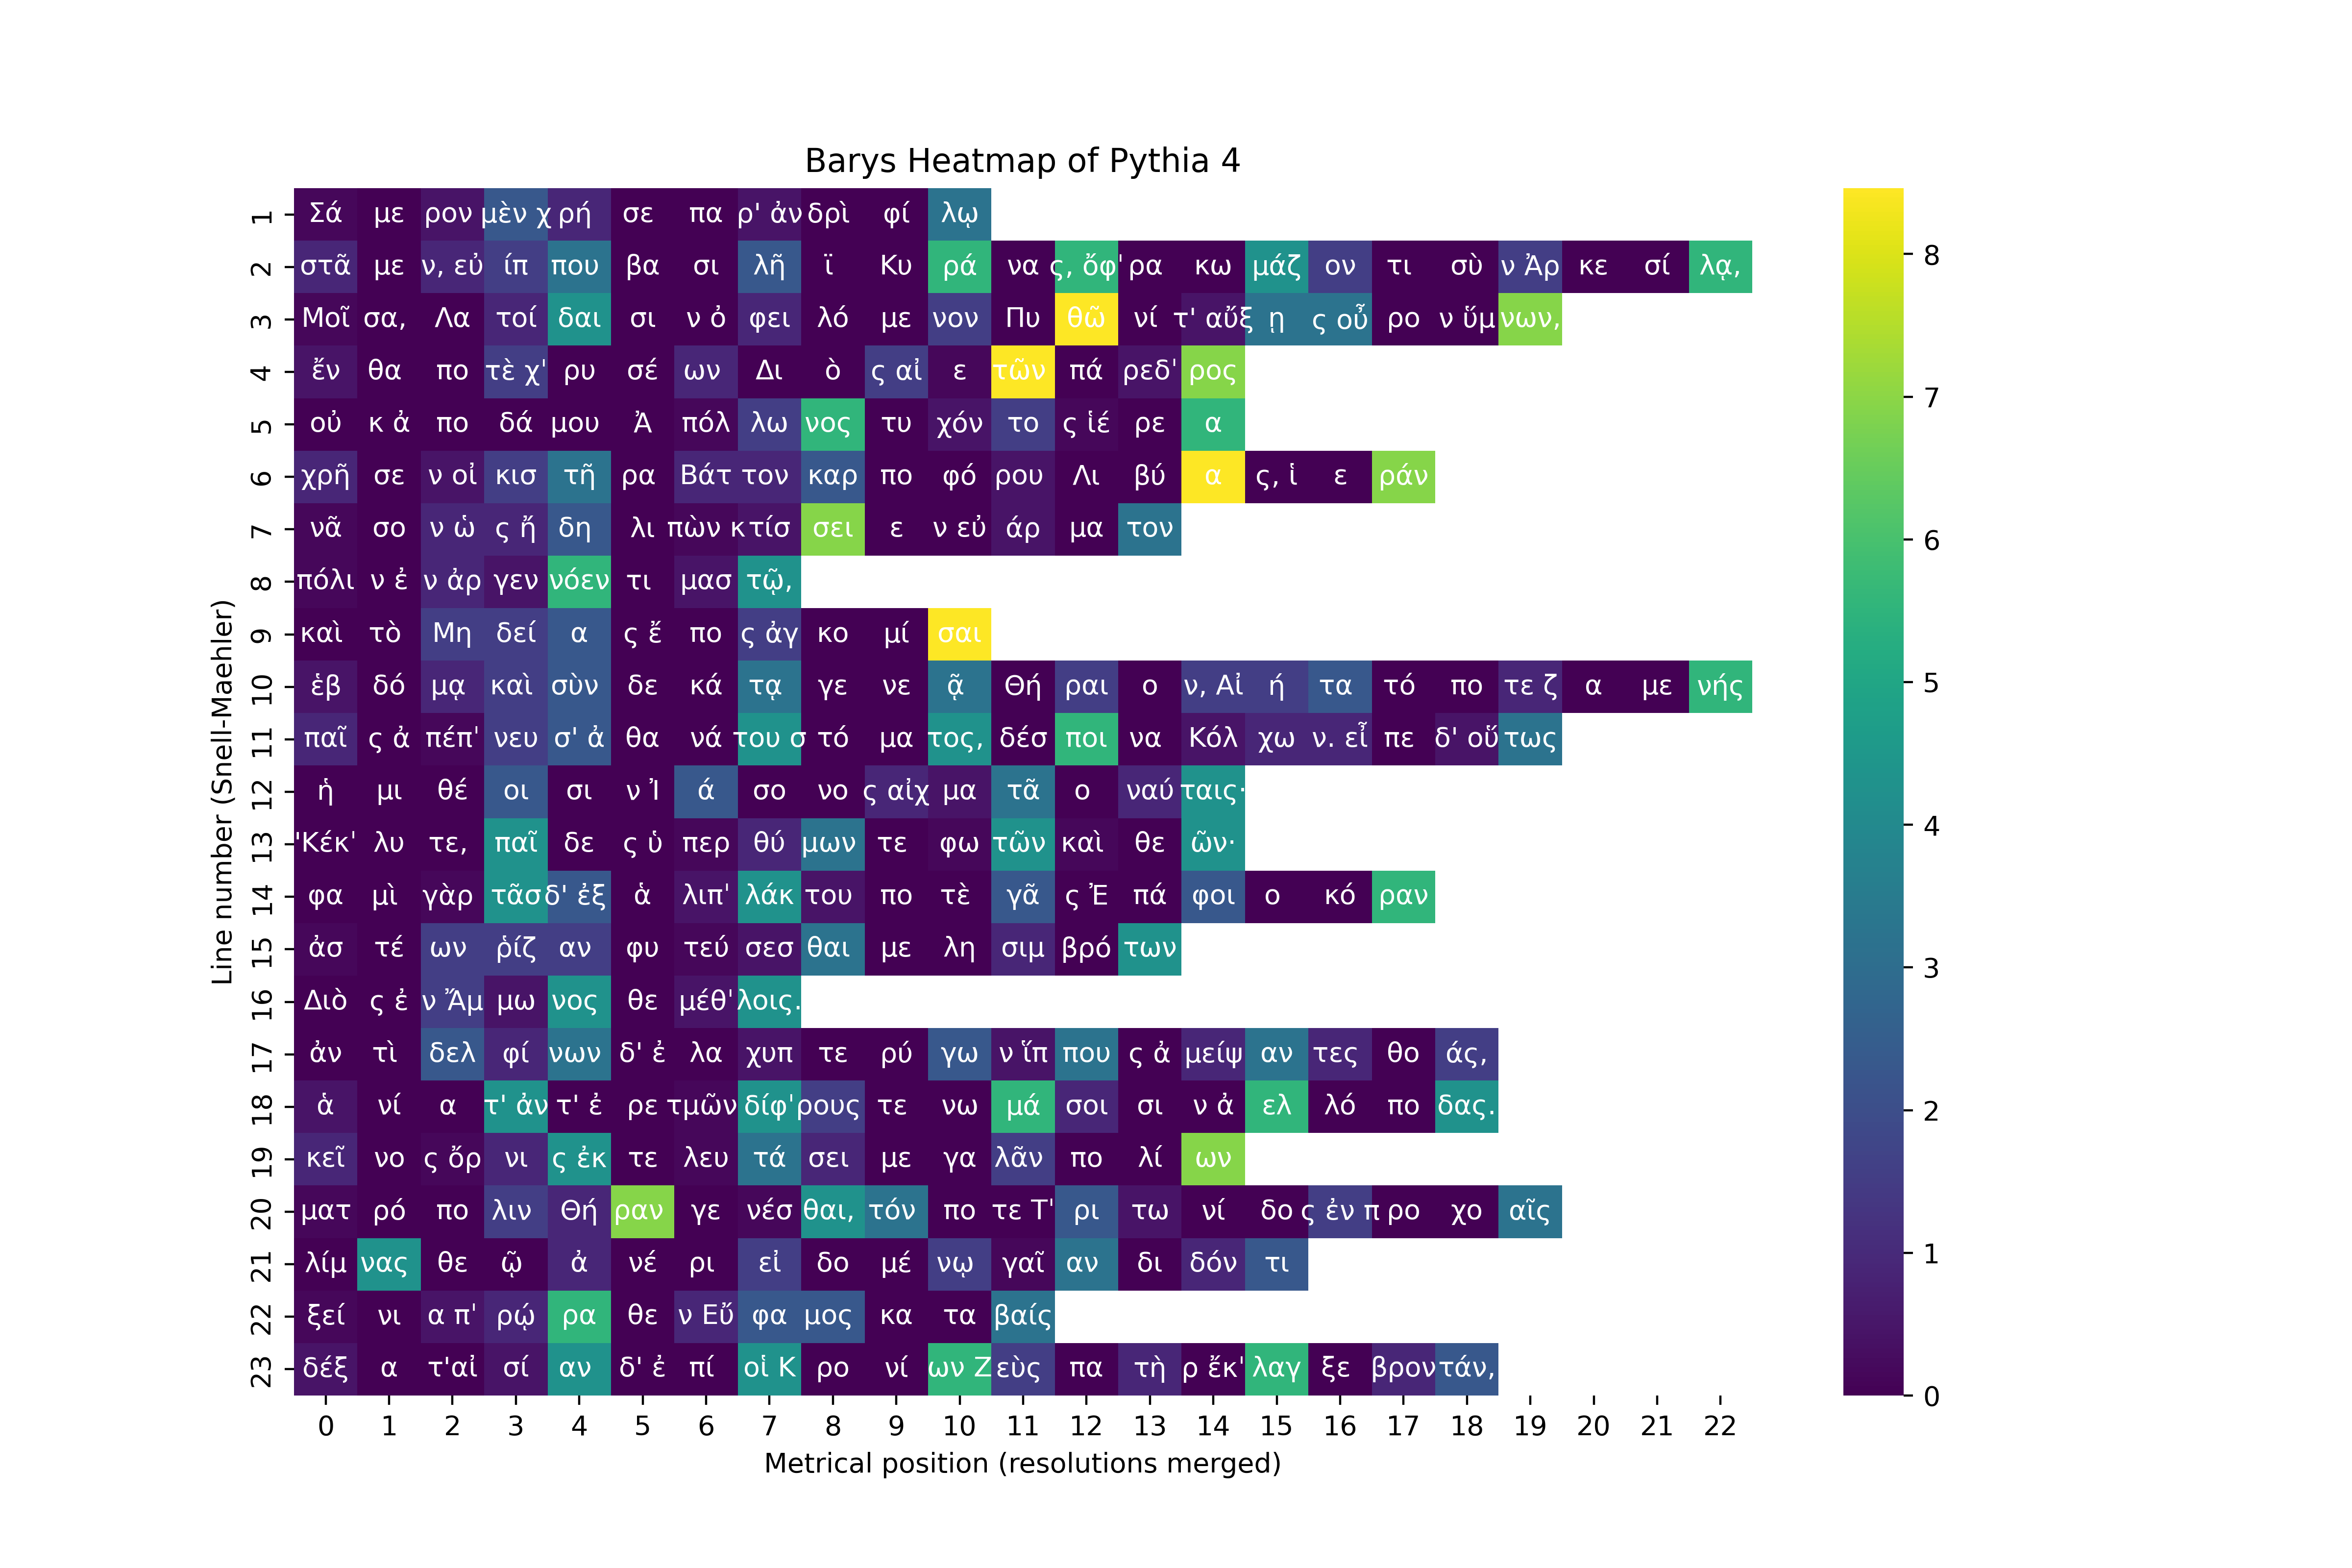 Barys Heatmap of Pythia 4
1 Σά με ρον μὲν χ ρή σε πα ρ' ἀν δρὶ φί λῳ
2 στᾶ με ν, εὐ ίπ που βα σι λῆ ϊ Κυ ρά να ς, ὄφ' ρα κω μάζ ον τι σὺ ν Ἀρ κε σί λᾳ,
3 Μοῖ σα, Λα τοί δαι σι ν ὀ φει λό με νον Πυ θῶ νί τ' αὔξ ῃ ς οὖ ρο ν ὕμ νων,
4 ἔν θα πο τὲ χ' ρυ σέ ων Δι ὸ ς αἰ ε τῶν πά ρεδ' ρος
5 οὐ κ ἀ πο δά μου Ἀ πόλ λω νος τυ χόν το ς ἱέ ρε α
6 χρῆ σε ν οἰ κισ τῆ ρα Βάτ τον καρ πο φό ρου Λι βύ α ς, ἱ ε ράν
7 νᾶ σο ν ὡ ς ἤ δη λι πὼν κ τίσ σει ε ν εὐ άρ μα τον
8 πόλι ν ἐ ν ἀρ γεν νόεν τι μασ τῷ,
9 καὶ τὸ Μη δεί α ς ἔ πο ς ἀγ κο μί σαι
10 ἑβ δό μᾳ καὶ σὺν δε κά τᾳ γε νε ᾷ Θή ραι ο ν, Αἰ ή τα τό πο τε ζ α με νής
11 παῖ ς ἀ πέπ' νευ σ' ἀ θα νά του σ τό μα τος, δέσ ποι να Κόλ χω ν. εἶ πε δ' οὕ τως
12 ἡ μι θέ οι σι ν Ἰ ά σο νο ς αἰχ μα τᾶ ο ναύ ταις·
13 'Κέκ' λυ τε, παῖ δε ς ὑ περ θύ μων τε φω τῶν καὶ θε ῶν·
14 φα μὶ γὰρ τᾶσ δ' ἐξ ἁ λιπ' λάκ του πο τὲ γᾶ ς Ἐ πά φοι ο κό ραν
15 ἀσ τέ ων ῥίζ αν φυ τεύ σεσ θαι με λη σιμ βρό των
16 Διὸ ς ἐ ν Ἄμ μω νος θε μέθ' λοις.
17 ἀν τὶ δελ φί νων δ' ἐ λα χυπ τε ρύ γω ν ἵπ που ς ἀ μείψ αν τες θο άς,
18 ἁ νί α τ' ἀν τ' ἐ ρε τμῶν δίφ' ρους τε νω μά σοι σι ν ἀ ελ λό πο δας.
19 κεῖ νο ς ὄρ νι ς ἐκ τε λευ τά σει με γα λᾶν πο λί ων
20 ματ ρό πο λιν Θή ραν γε νέσ θαι, τόν πο τε Τ' ρι τω νί δο ς ἐν π ρο χο αῖς
21 λίμ νας θε ῷ ἀ νέ ρι εἰ δο μέ νῳ γαῖ αν δι δόν τι
22 ξεί νι α π' ρῴ ρα θε ν Εὔ φα μος κα τα βαίς
23 δέξ α τ'αἰ σί αν δ' ἐ πί οἱ Κ ρο νί ων Ζ εὺς πα τὴ ρ ἔκ' λαγ ξε βρον τάν,
0 1 2 3 4 5 6 7 8 9 10 11 12 13 14 15 16 17 18 19 20 21 22
Metrical position (resolutions merged)
Line number (Snell-Maehler)
8
7
6
5
4
3
2
1
0